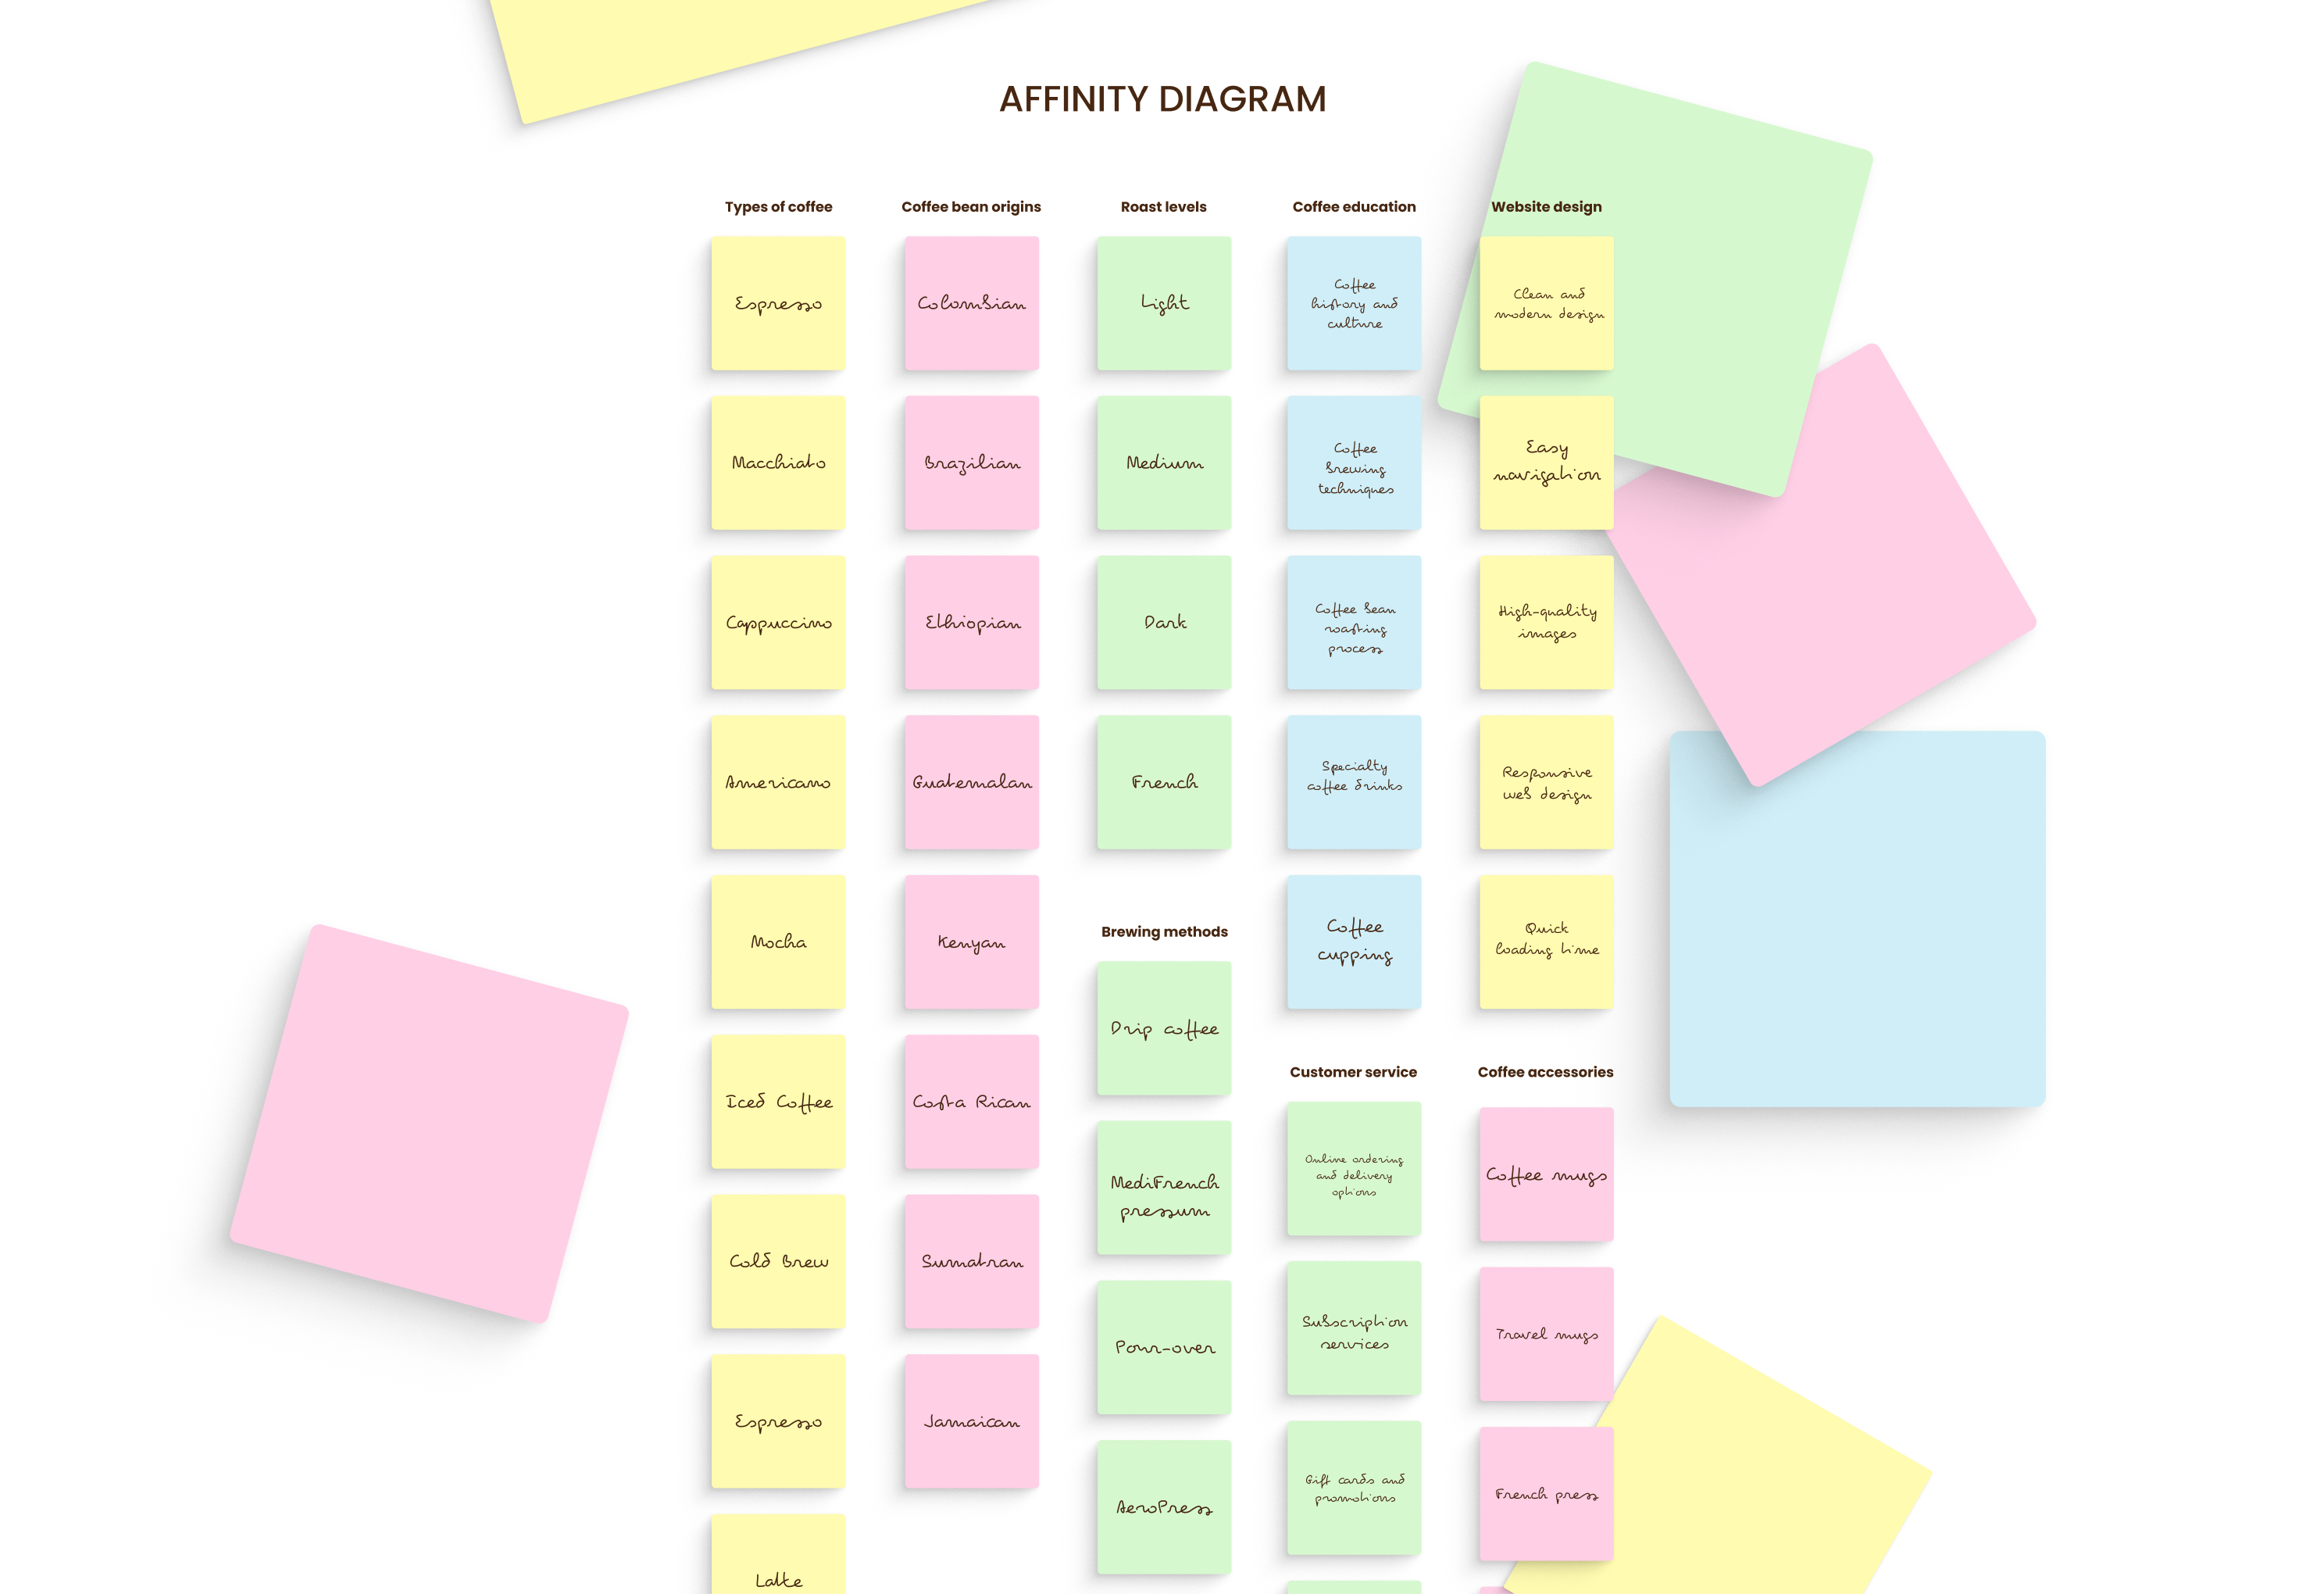 AFFINITY DIAGRAM
Types of coffee
Espresso
Macchiato
Cappuccino
Americano
Mocha
Iced Coffee
Cold Brew
Espresso
Latte
Coffee bean origins
Colombian
Brazilian
Ethiopian
Guatemalan
Kenyan
Costa Rican
Sumatran
Jamaican
Roast levels
Light
Medium
Dark
French
Brewing methods
Drip coffee
MediFrench
pressum
Pour-over
AeroPress
Coffee education
Coffee
history and
culture
Coffee
brewing
techniques
Coffee bean
roasting
process
Specialty
coffee drinks
Coffee
cupping
Customer service
Online ordering
and delivery
options
Subscription
services
Gift cards and
promotions
Website design
Clean and
modern design
Easy
navigation
High-quality
images
Responsive
web design
Quick
loading time
Coffee accessories
Coffee mugs
Travel mugs
French press